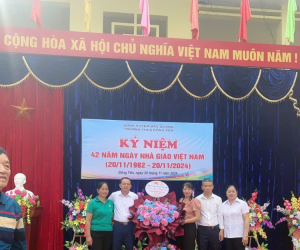 CỘNG HÒA XÃ HỘI CHỦ NGHĨA VIỆT NAM MUÔN NĂM !
KỶ NIỆM
42 NĂM NGÀY NHÀ GIÁO VIỆT NAM
(20/11/1982 - 20/11/2024)